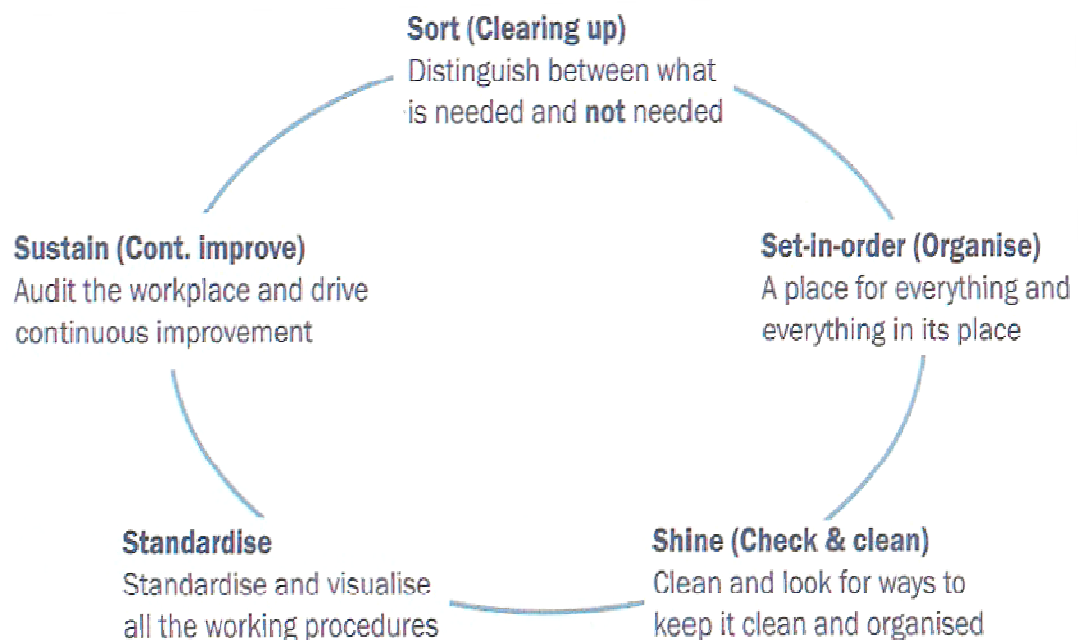 Sort (Clearing up)
Distinguish between what
is needed and not needed
Set-in-order (Organise)
A place for everything and
everything in its place
Shine (Check & clean)
Clean and look for ways to
keep it clean and organised
Standardise
Standardise and visualise
all the working procedures
Sustain (Cont. improve)
Audit the workplace and drive
continuous improvement